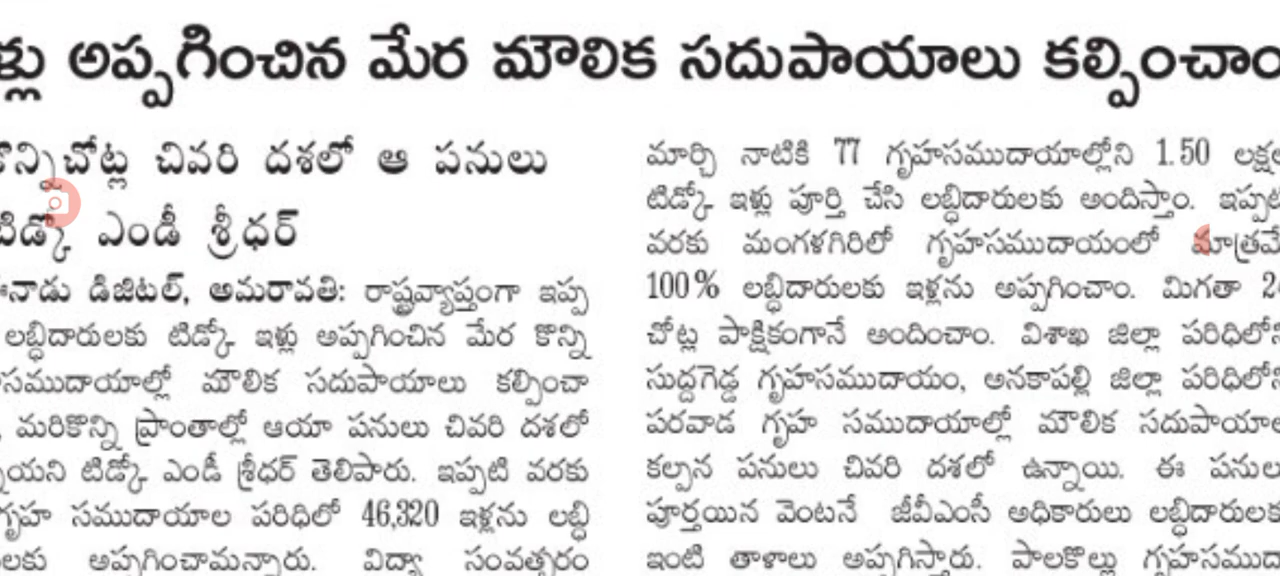 ళ్లు అప్పగించిన మేర మౌలిక సదుపాయాలు కల్పించాం
కొన్నిచోట్ల చివరి దశలో ఆ పనులు
టిడ్కో ఎండీ శ్రీధర్
ఈనాడు డిజిటల్, అమరావతి: రాష్ట్రవ్యాప్తంగా ఇప్ప
లబ్ధిదారులకు టిడ్కో ఇళ్లు అప్పగించిన మేర కొన్ని
సముదాయాల్లో మౌలిక సదుపాయాలు కల్పించా
మరికొన్ని ప్రాంతాల్లో ఆయా పనులు చివరి దశలో
్నాయని టిడ్కో ఎండీ శ్రీధర్ తెలిపారు. ఇప్పటి వరకు
గృహ సముదాయాల పరిధిలో 46,320 ఇళ్లను లబ్ధి
లకు అప్పగించామన్నారు. విద్యా సంవత్సరం
మార్చి నాటికి 77 గృహసముదాయాల్లోని 1.50 లక్షల
టిడ్కో ఇళ్లు పూర్తి చేసి లబ్ధిదారులకు అందిస్తాం. ఇప్పటి
వరకు మంగళగిరిలో గృహసముదాయంలో మాత్రమే
100% లబ్ధిదారులకు ఇళ్లను అప్పగించాం. మిగతా
చోట్ల పాక్షికంగానే అందించాం. విశాఖ జిల్లా పరిధిలోని
సుద్దగెడ్డ గృహసముదాయం, అనకాపల్లి జిల్లా పరిధిలోని
పరవాడ గృహ సముదాయాల్లో మౌలిక సదుపాయాల
కల్పన పనులు చివరి దశలో ఉన్నాయి. ఈ పనులు
పూర్తయిన వెంటనే జీవీఎంసీ అధికారులు లబ్ధిదారులకు
ఇంటి తాళాలు అప్పగిస్తారు. పాలకొల్లు గృహసముదా